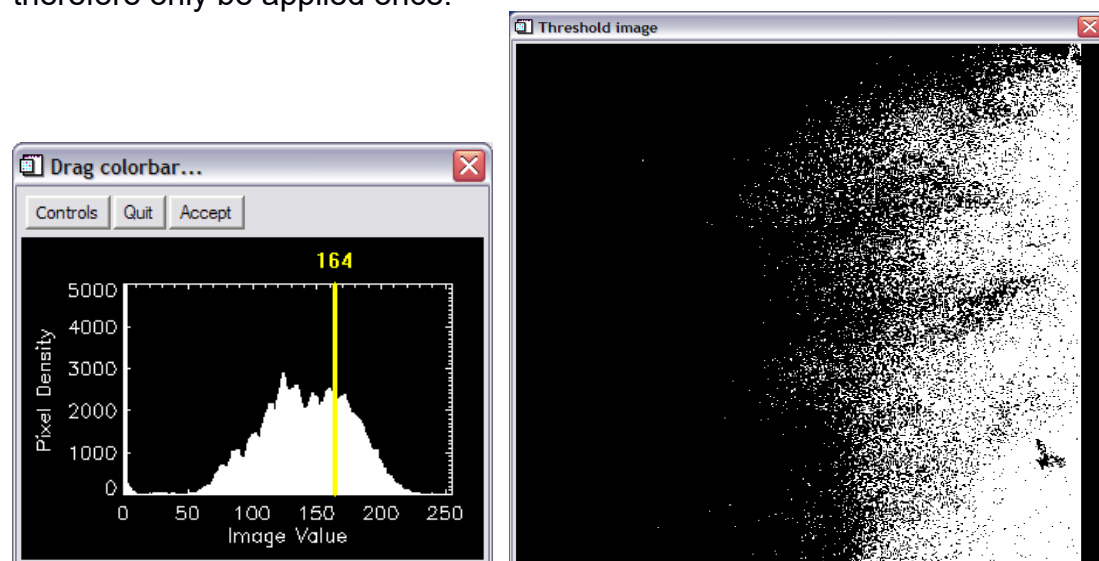 therefore only be applied once.
Threshold image
Drag colorbar...
Controls Quit Accept
164
5000
4000
3000
2000
1000
0
Pixel Density
0 50 100 150 200 250
Image Value